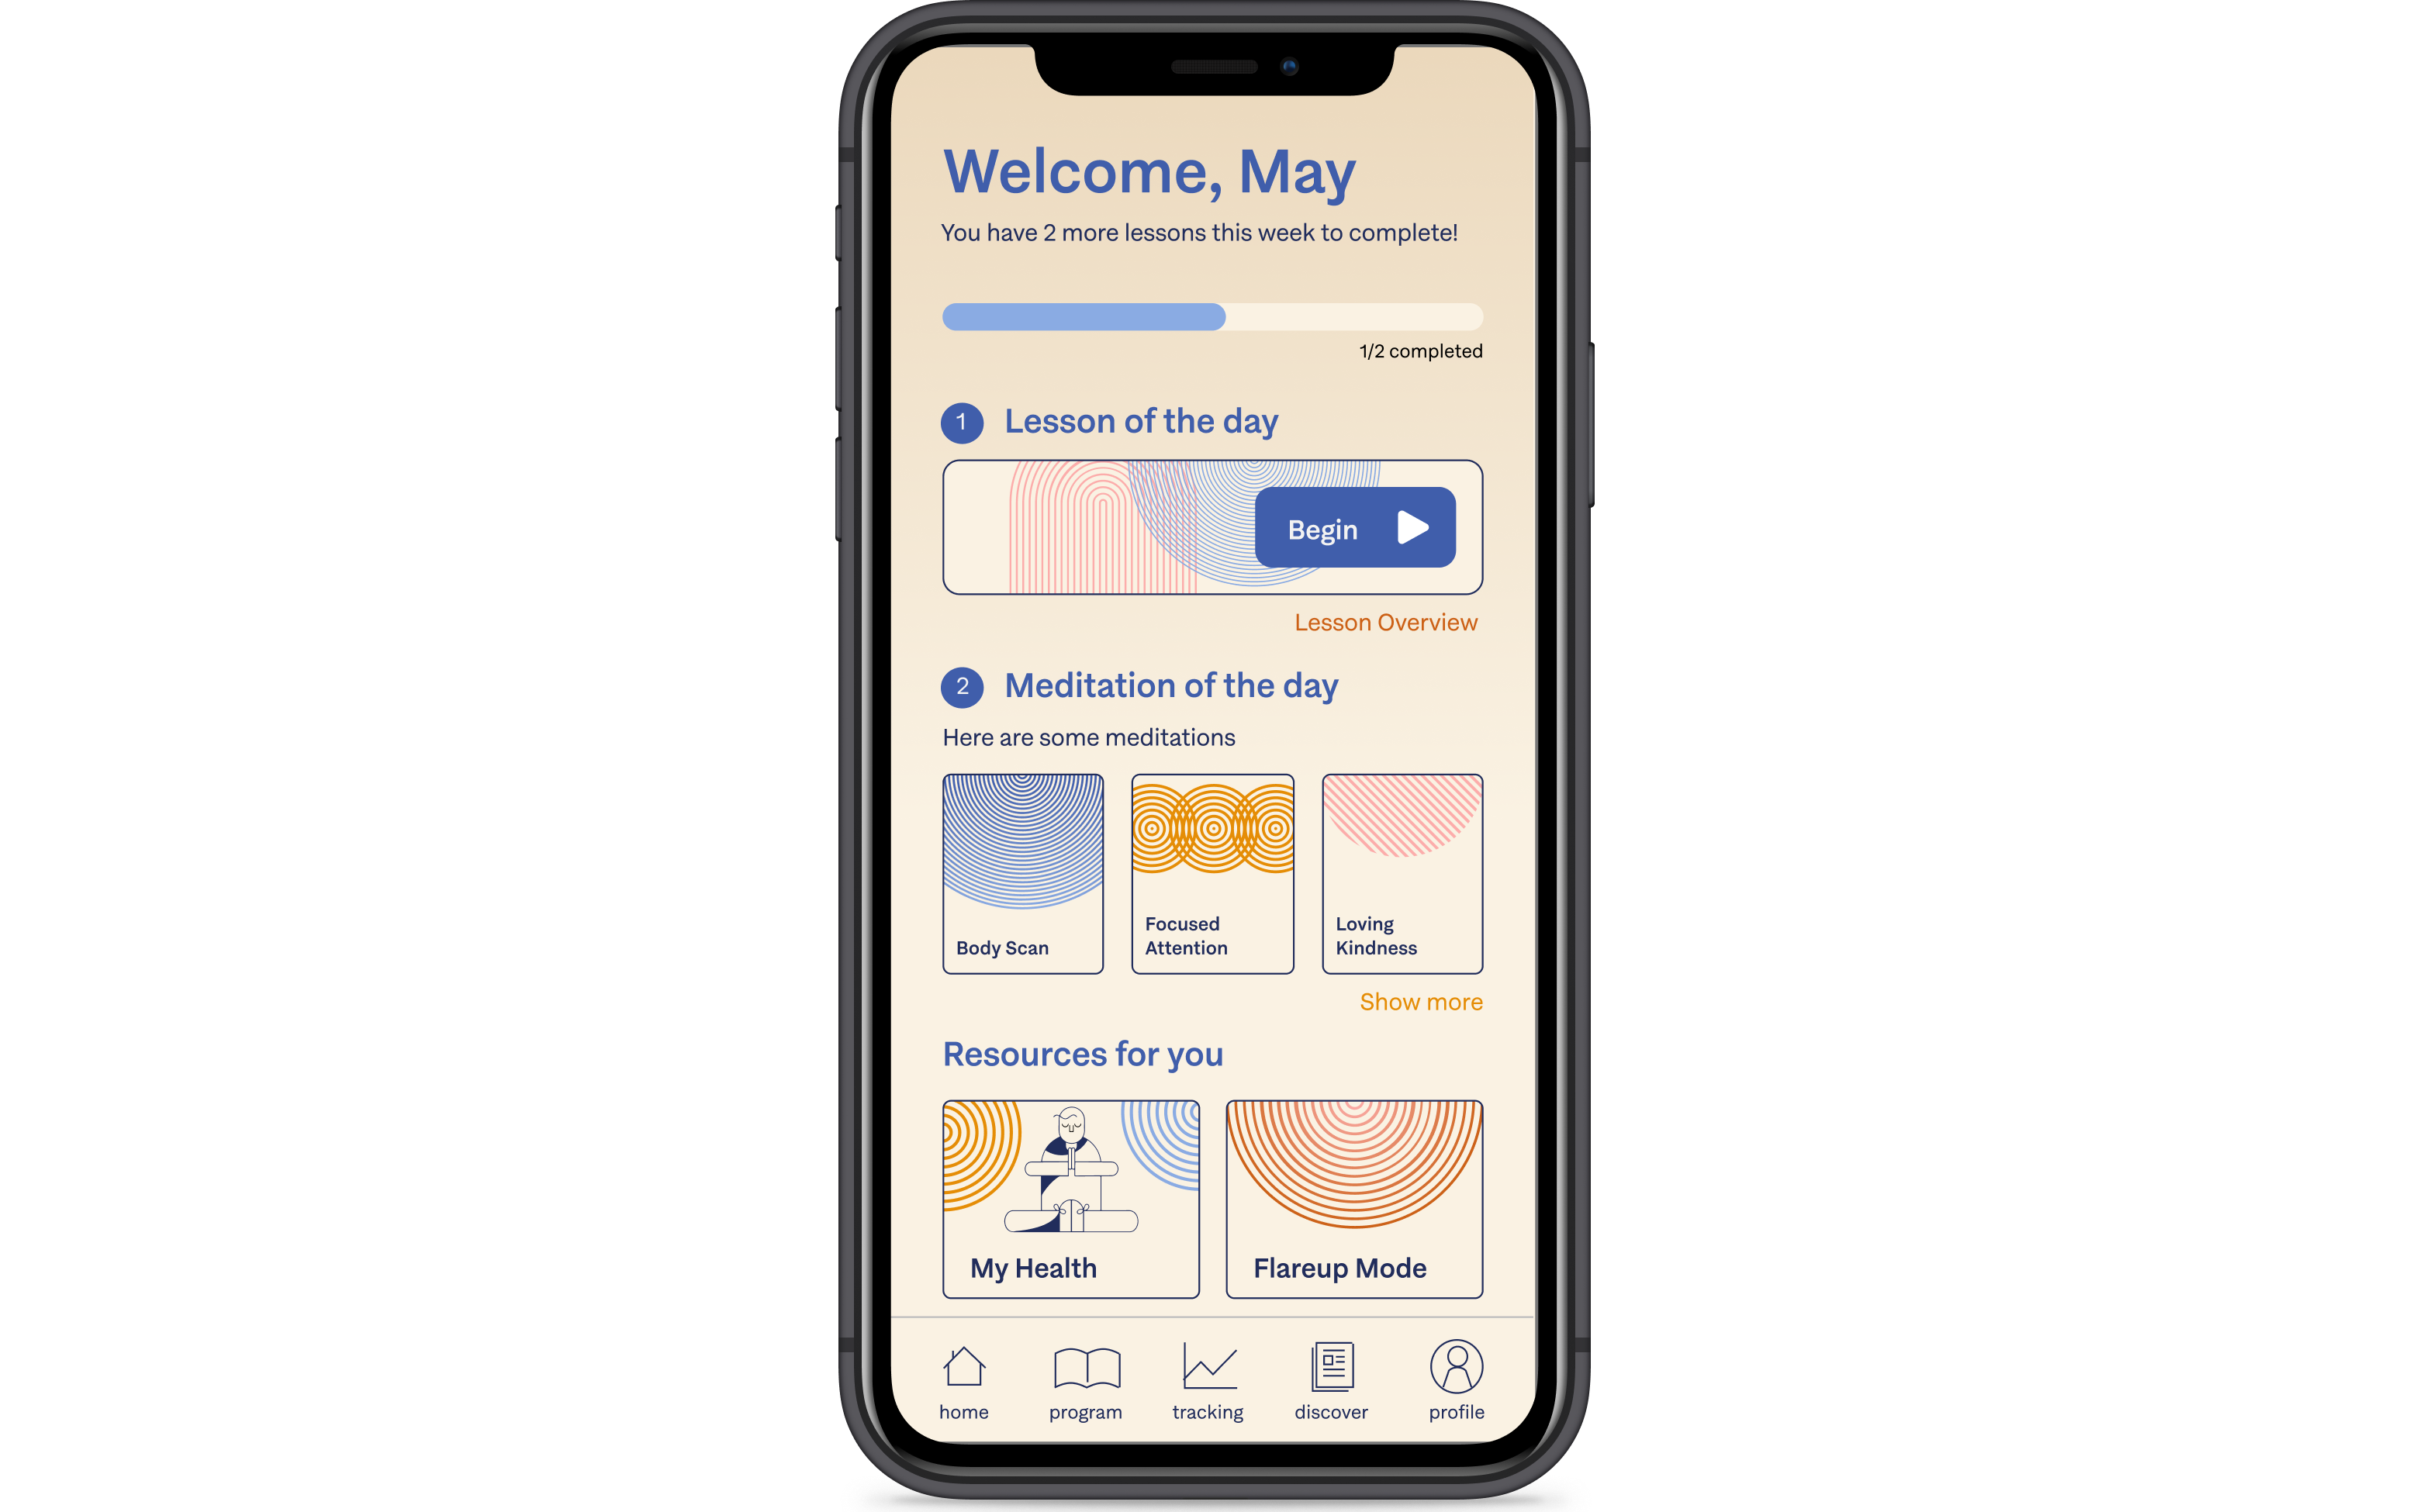 Welcome, May
You have 2 more lessons this week to complete!
1/2 completed
1 Lesson of the day
Begin
Lesson Overview
2 Meditation of the day
Here are some meditations
Body Scan
Focused
Attention
Loving
Kindness
Show more
Resources for you
My Health
Flareup Mode
home
program
tracking
discover
profile